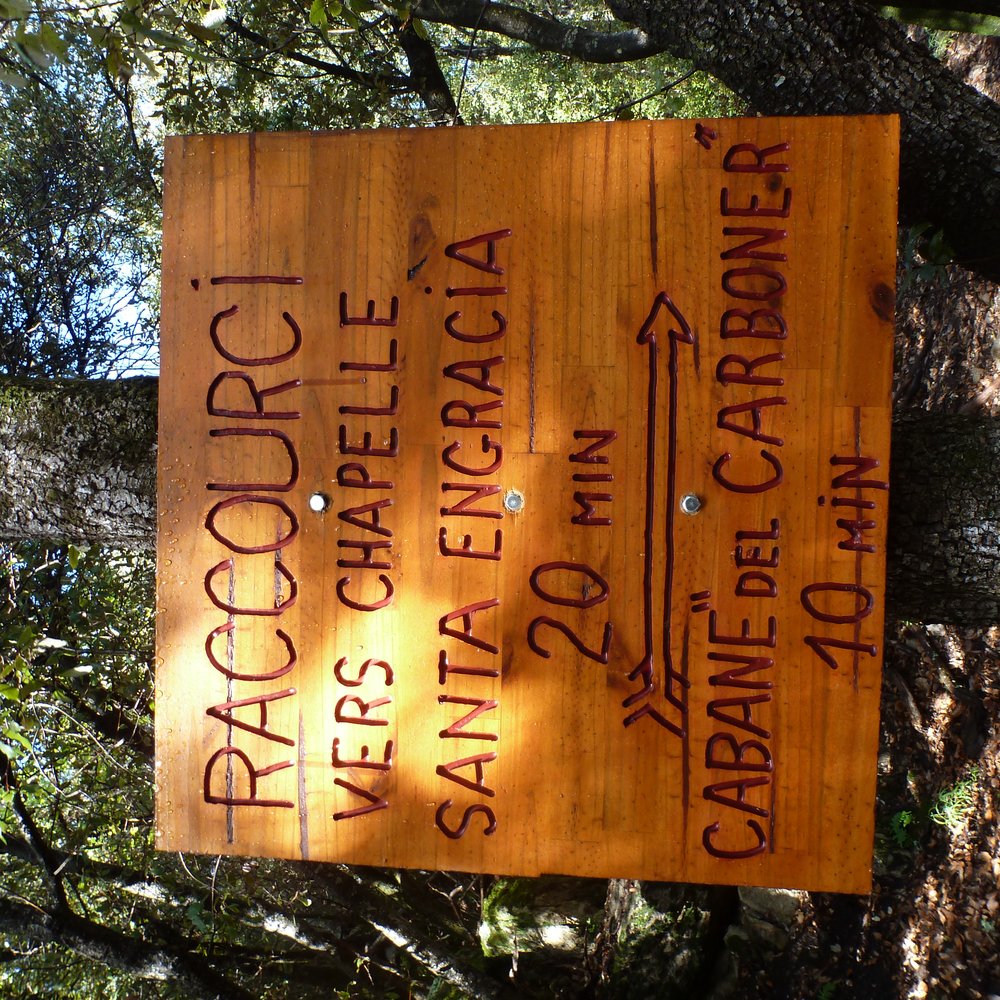 RACCOURCI
VERS CHAPELLE
SANTA ENGRACIA
20 MIN
CABANE "DEL CARBONER"
10 MIN